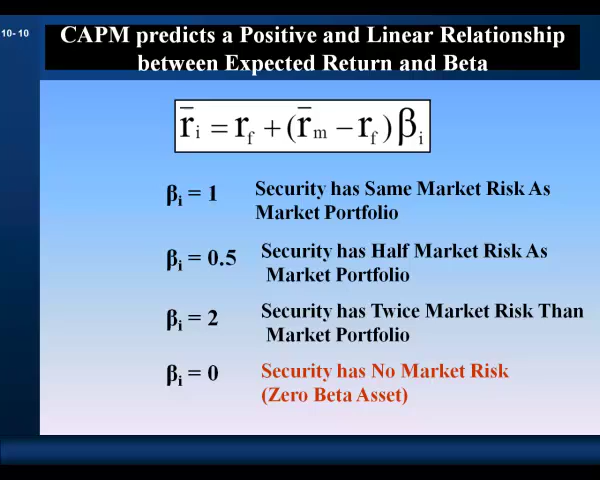 10- 10
CAPM predicts a Positive and Linear Relationship
between Expected Return and Beta
r̅i = rf + (r̅m − rf) βi
βi = 1 Security has Same Market Risk As
Market Portfolio
βi = 0.5 Security has Half Market Risk As
Market Portfolio
βi = 2 Security has Twice Market Risk Than
Market Portfolio
βi = 0 Security has No Market Risk
(Zero Beta Asset)